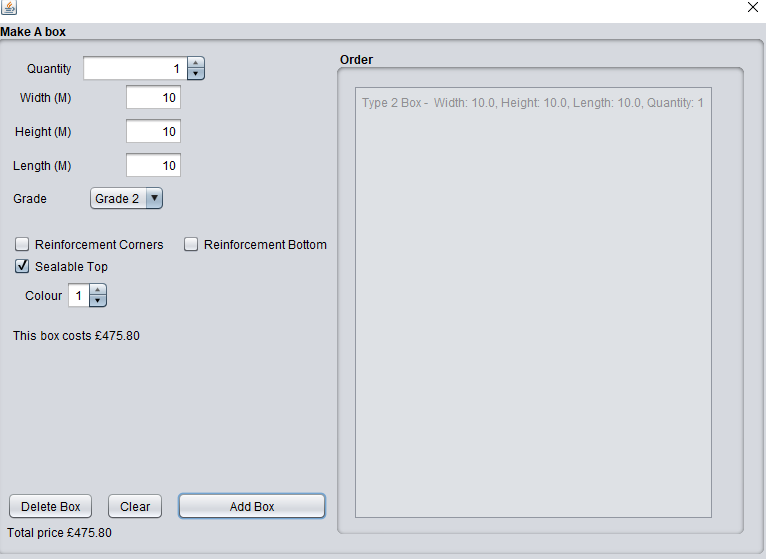 Make A box
Quantity 1
Width (M) 10
Height (M) 10
Length (M) 10
Grade Grade 2
Reinforcement Corners Reinforcement Bottom
Sealable Top
Colour 1
This box costs £475.80
Delete Box Clear Add Box
Total price £475.80
Order
Type 2 Box - Width: 10.0, Height: 10.0, Length: 10.0, Quantity: 1